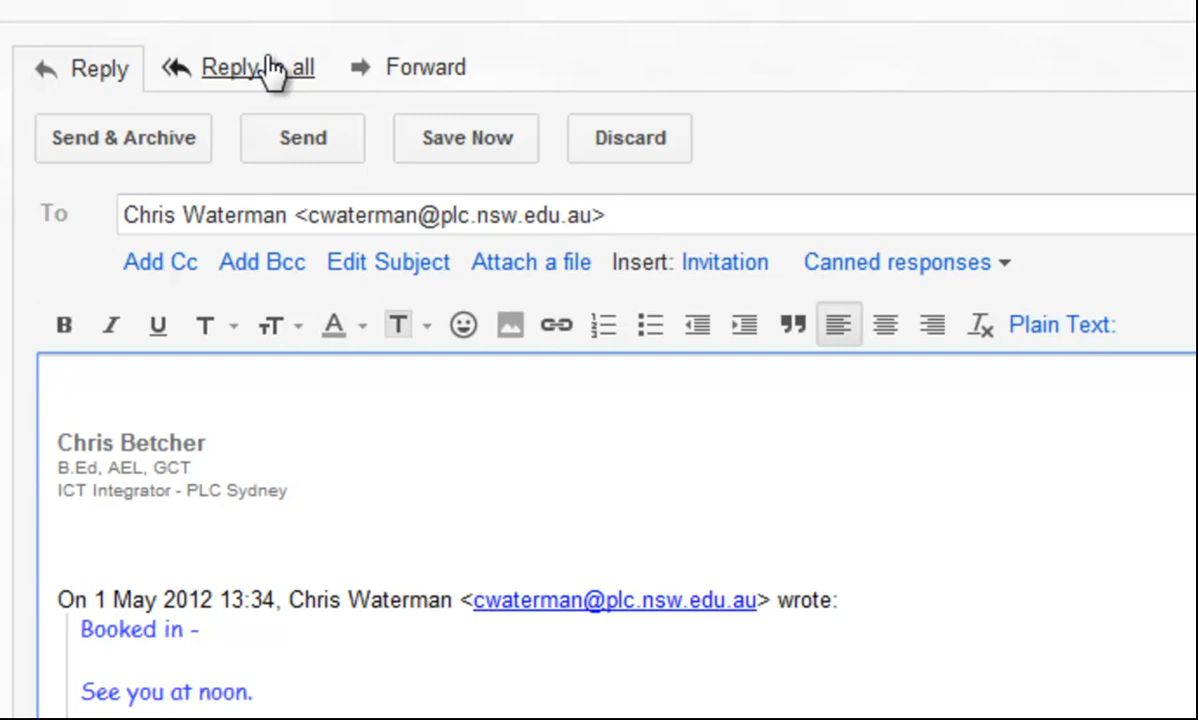 Reply Reply to all Forward
Send & Archive Send Save Now Discard
To Chris Waterman <cwaterman@plc.nsw.edu.au>
Add Cc Add Bcc Edit Subject Attach a file Insert: Invitation Canned responses
B I U T TT A T Tx Plain Text:
Chris Betcher
B.Ed, AEL, GCT
ICT Integrator - PLC Sydney
On 1 May 2012 13:34, Chris Waterman <cwaterman@plc.nsw.edu.au> wrote:
Booked in -
See you at noon.